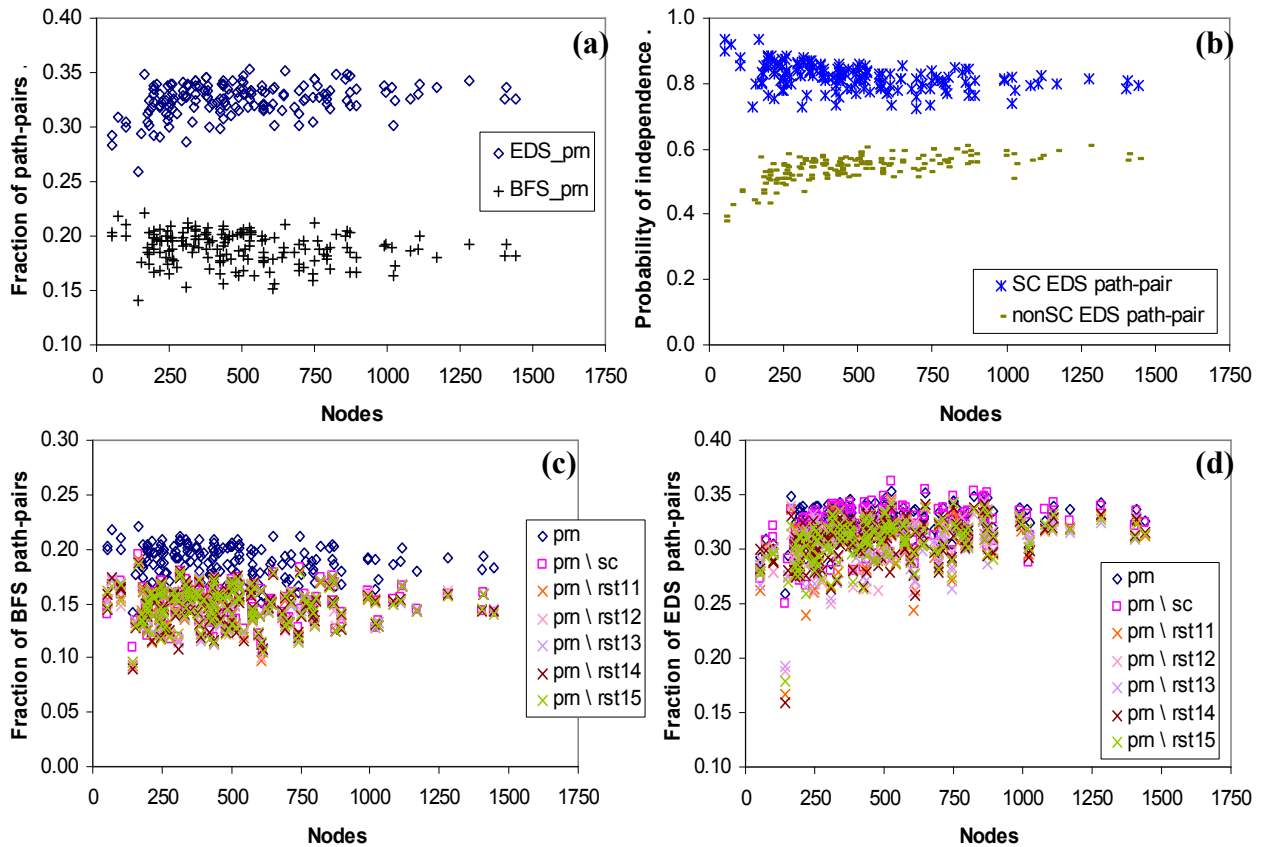 (a)
Fraction of path-pairs .
0.40
0.35
0.30
0.25
0.20
0.15
0.10
EDS_prn
BFS_prn
0 250 500 750 1000 1250 1500 1750
Nodes
(b)
Probability of independence .
1.0
0.8
0.6
0.4
0.2
0.0
SC EDS path-pair
nonSC EDS path-pair
0 250 500 750 1000 1250 1500 1750
Nodes
(c)
Fraction of BFS path-pairs
0.30
0.25
0.20
0.15
0.10
0.05
0.00
prn
prn \ sc
prn \ rst11
prn \ rst12
prn \ rst13
prn \ rst14
prn \ rst15
0 250 500 750 1000 1250 1500 1750
Nodes
(d)
Fraction of EDS path-pairs
0.40
0.35
0.30
0.25
0.20
0.15
0.10
prn
prn \ sc
prn \ rst11
prn \ rst12
prn \ rst13
prn \ rst14
prn \ rst15
0 250 500 750 1000 1250 1500 1750
Nodes